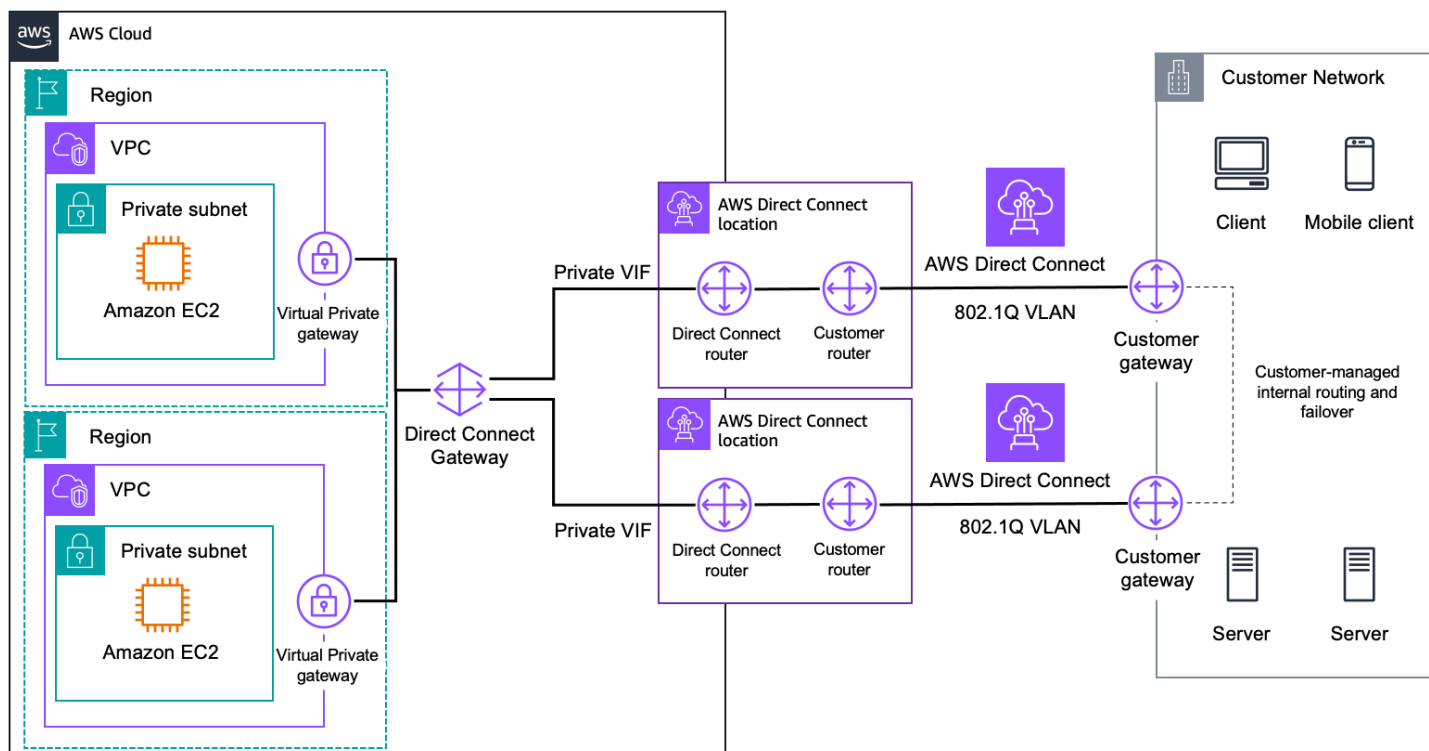 aws
AWS Cloud
Region
VPC
Private subnet
Amazon EC2
Virtual Private
gateway
Region
VPC
Private subnet
Amazon EC2
Virtual Private
gateway
Direct Connect
Gateway
Private VIF
Private VIF
AWS Direct Connect
location
Direct Connect
router
Customer
router
AWS Direct Connect
location
Direct Connect
router
Customer
router
AWS Direct Connect
802.1Q VLAN
AWS Direct Connect
802.1Q VLAN
Customer
gateway
Customer
gateway
Customer Network
Client
Mobile client
Customer-managed
internal routing and
failover
Server
Server